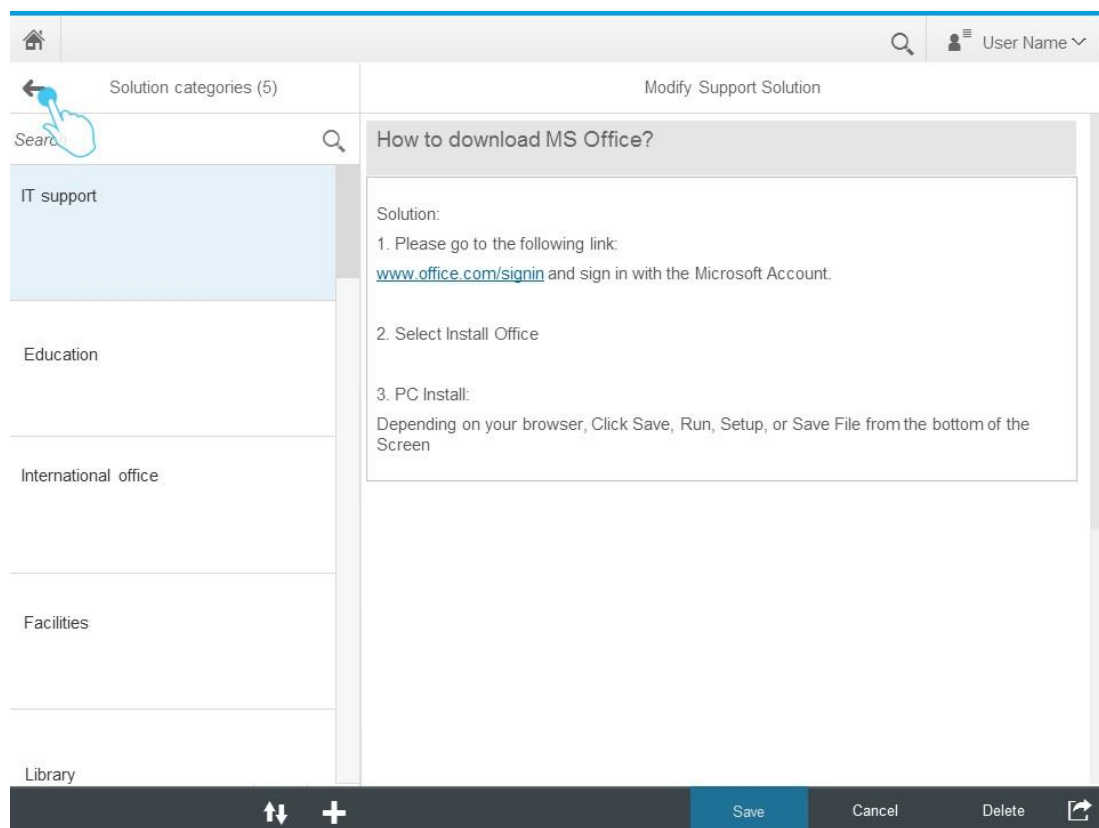 User Name
Solution categories (5)
Modify Support Solution
Search
How to download MS Office?
IT support
Education
International office
Facilities
Library
Solution:
1. Please go to the following link:
www.office.com/signin and sign in with the Microsoft Account.
2. Select Install Office
3. PC Install:
Depending on your browser, Click Save, Run, Setup, or Save File from the bottom of the
Screen
Save
Cancel
Delete